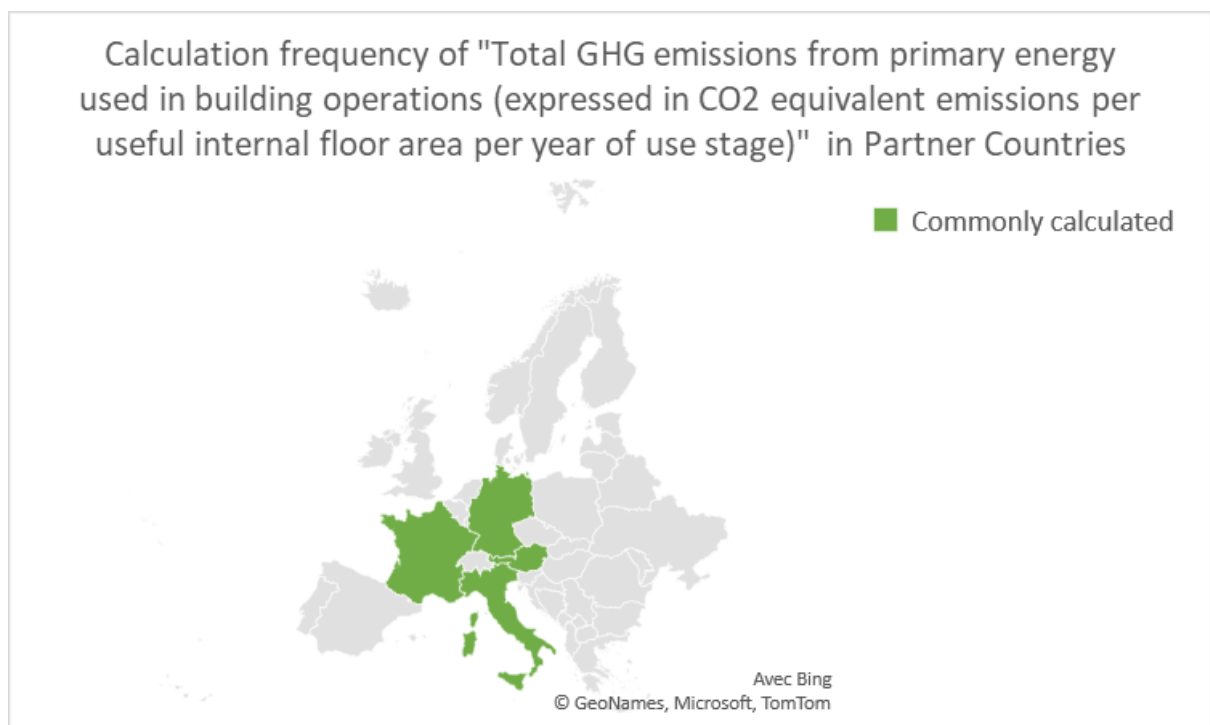 Calculation frequency of "Total GHG emissions from primary energy
used in building operations (expressed in CO2 equivalent emissions per
useful internal floor area per year of use stage)"  in Partner Countries
Commonly calculated
Avec Bing
© GeoNames, Microsoft, TomTom